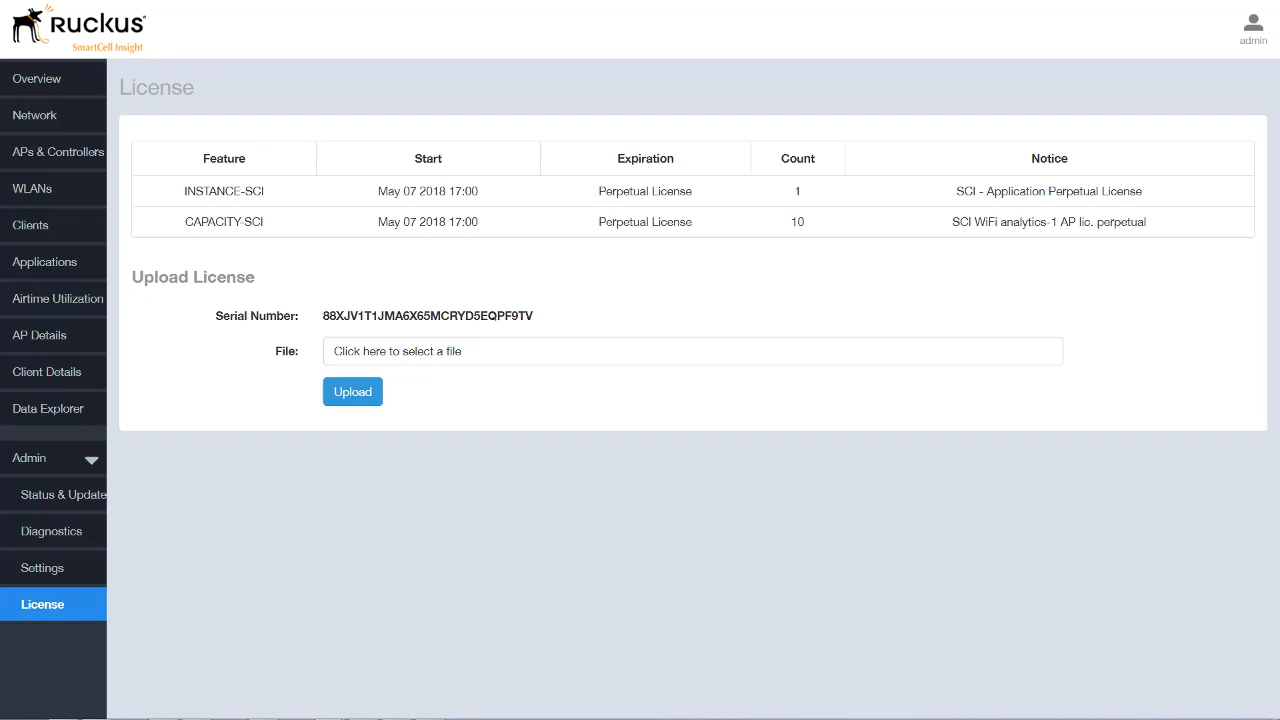 RUCKUS
SmartCell Insight
admin
Overview
Network
APs & Controllers
WLANs
Clients
Applications
Airtime Utilization
AP Details
Client Details
Data Explorer
Admin
Status & Update
Diagnostics
Settings
License
License
Feature Start Expiration Count Notice
INSTANCE-SCI May 07 2018 17:00 Perpetual License 1 SCI - Application Perpetual License
CAPACITY-SCI May 07 2018 17:00 Perpetual License 10 SCI WiFi analytics-1 AP lic. perpetual
Upload License
Serial Number: 88XJV1T1JMA6X65MCRYD5EQPF9TV
File: Click here to select a file
Upload